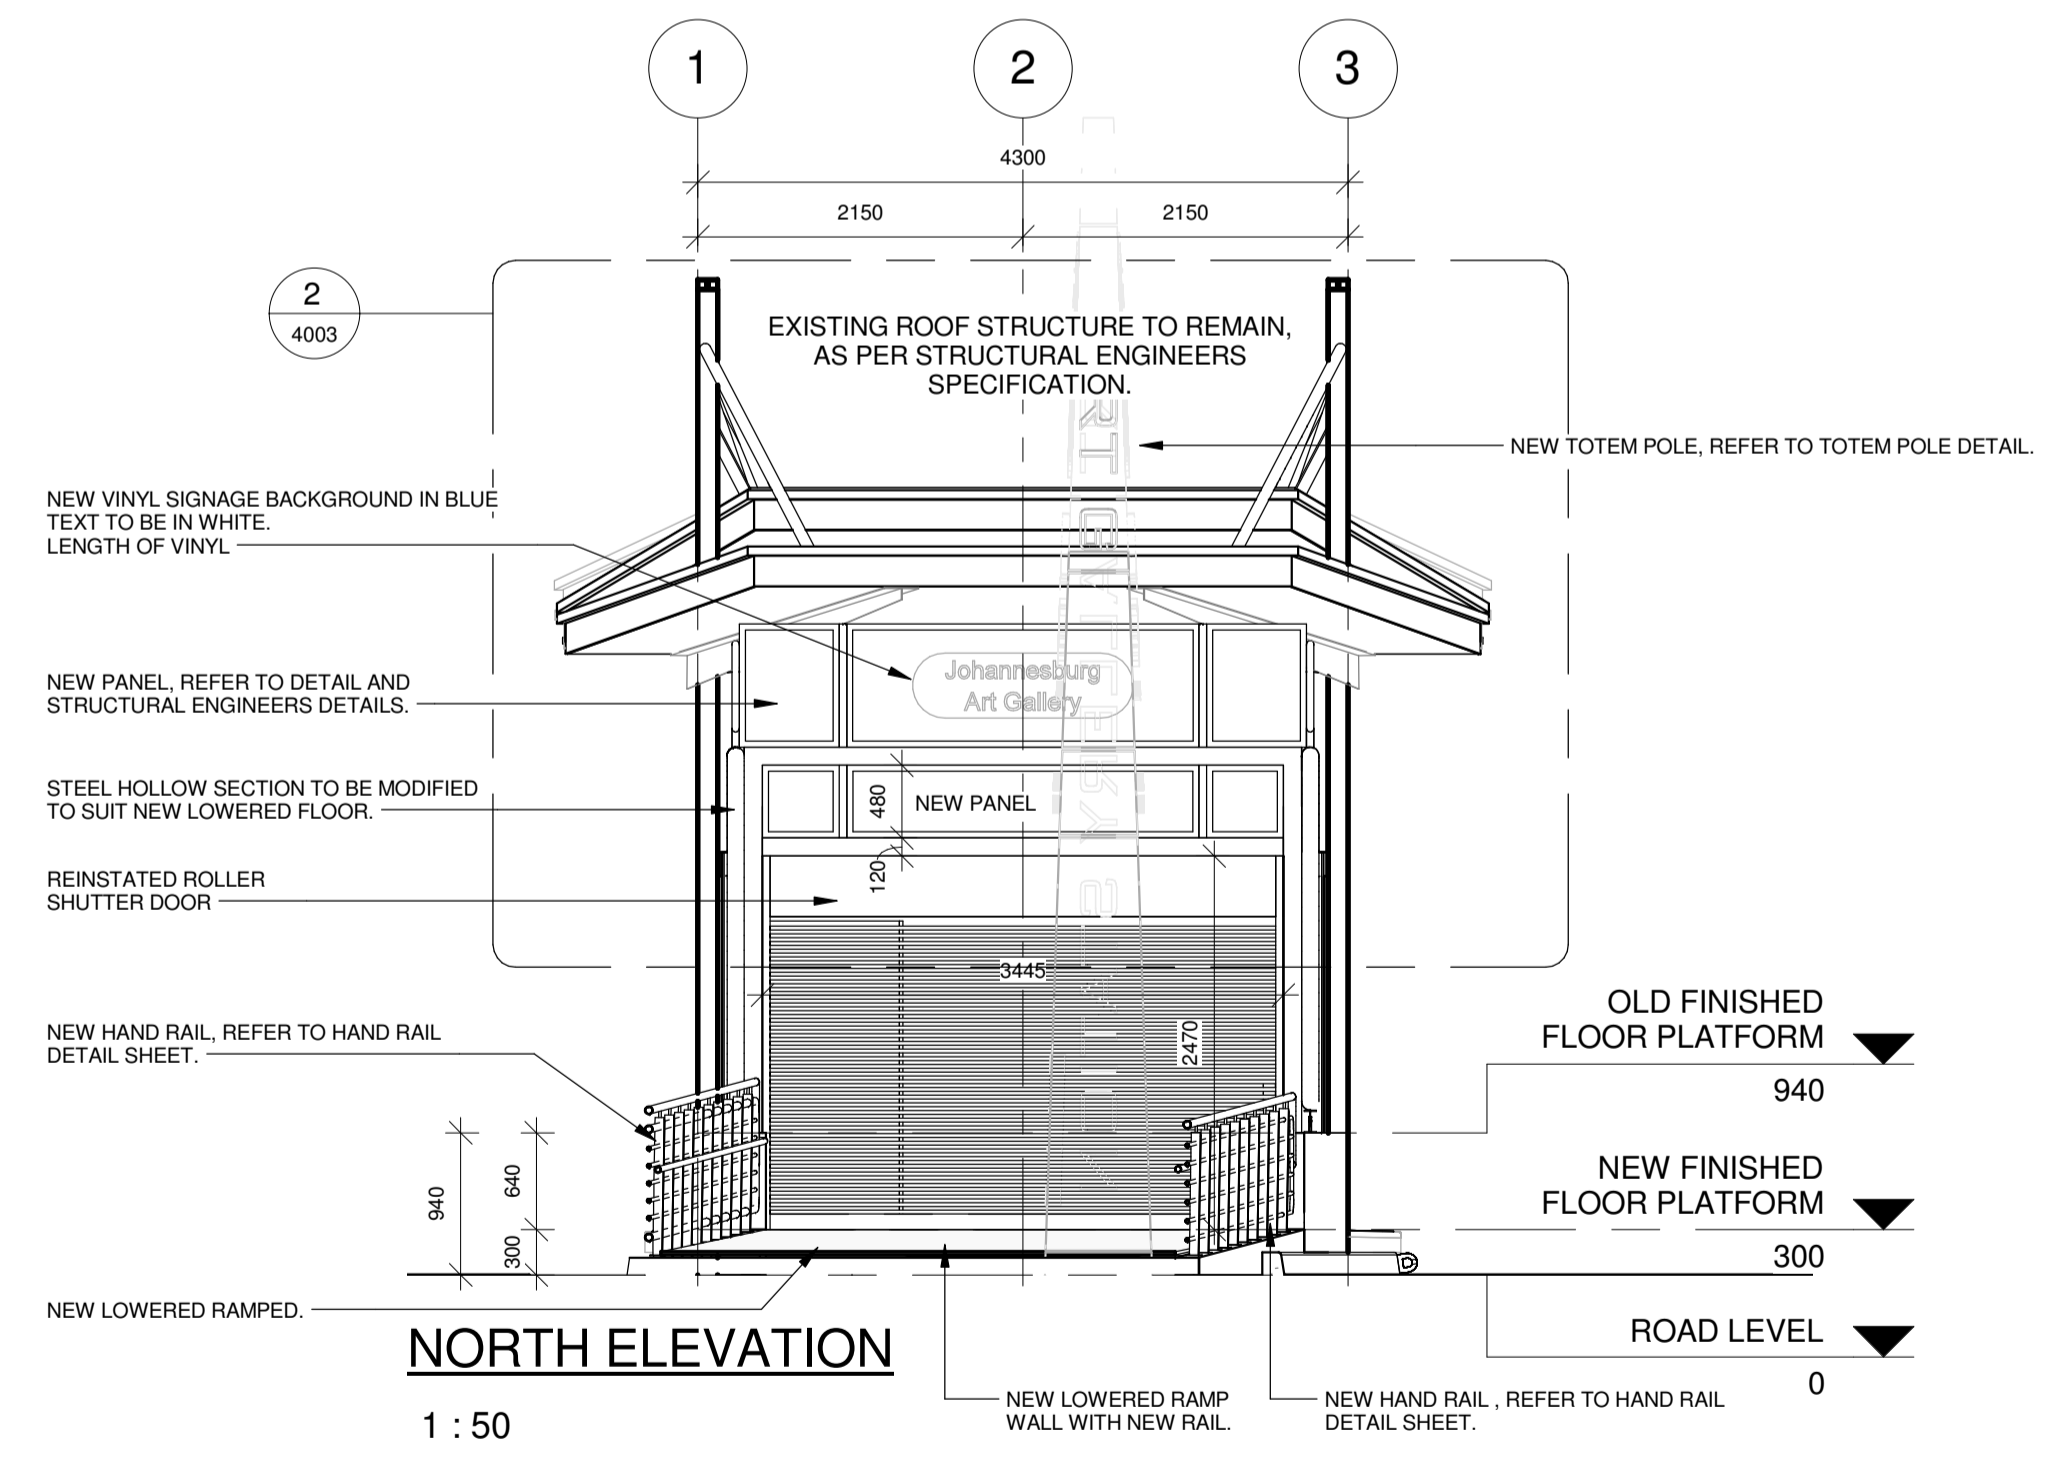 1
2
3
4300
2150
2150
2
4003
EXISTING ROOF STRUCTURE TO REMAIN,
AS PER STRUCTURAL ENGINEERS
SPECIFICATION.
NEW TOTEM POLE, REFER TO TOTEM POLE DETAIL.
NEW VINYL SIGNAGE BACKGROUND IN BLUE
TEXT TO BE IN WHITE.
LENGTH OF VINYL
Johannesburg
Art Gallery
NEW PANEL, REFER TO DETAIL AND
STRUCTURAL ENGINEERS DETAILS.
STEEL HOLLOW SECTION TO BE MODIFIED
TO SUIT NEW LOWERED FLOOR.
480
NEW PANEL
120
REINSTATED ROLLER
SHUTTER DOOR
3445
2470
OLD FINISHED
FLOOR PLATFORM
940
NEW HAND RAIL, REFER TO HAND RAIL
DETAIL SHEET.
940
640
300
NEW FINISHED
FLOOR PLATFORM
300
NEW LOWERED RAMPED.
ROAD LEVEL
0
NORTH ELEVATION
1 : 50
NEW LOWERED RAMP
WALL WITH NEW RAIL.
NEW HAND RAIL , REFER TO HAND RAIL
DETAIL SHEET.